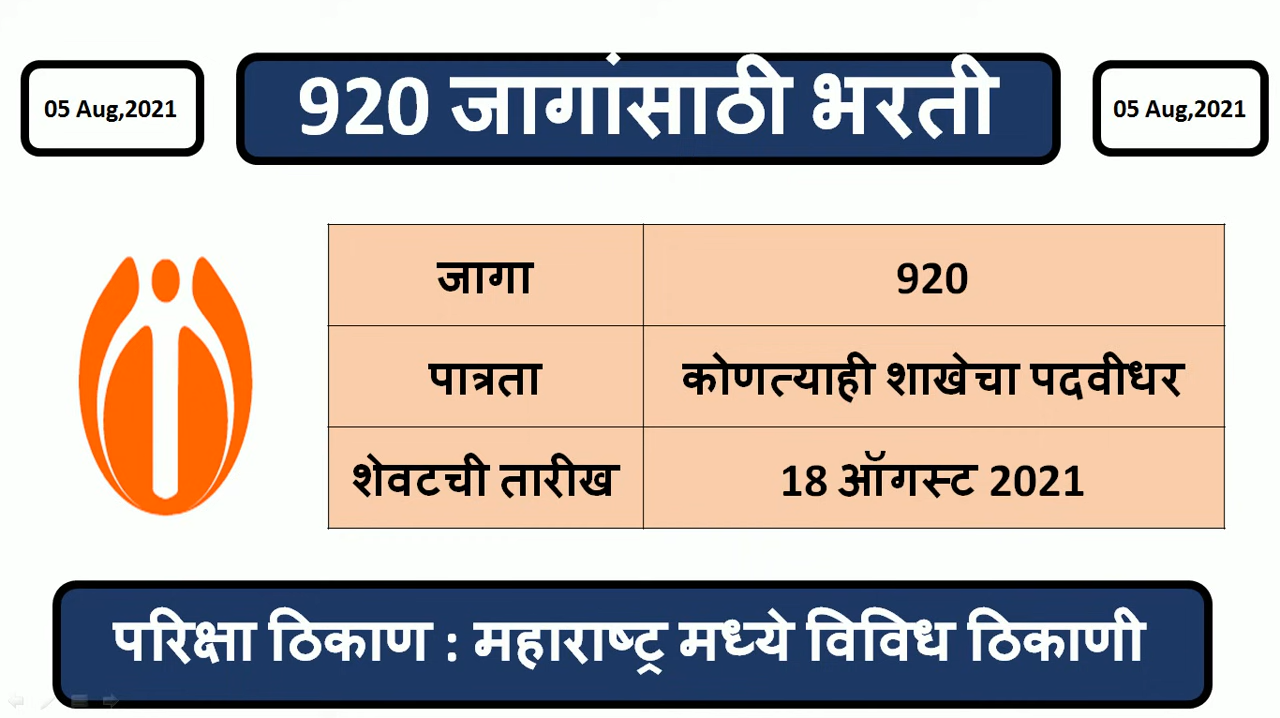 05 Aug,2021
920 जागांसाठी भरती
05 Aug,2021
जागा 920
पात्रता कोणत्याही शाखेचा पदवीधर
शेवटची तारीख 18 ऑगस्ट 2021
परिक्षा ठिकाण : महाराष्ट्र मध्ये विविध ठिकाणी